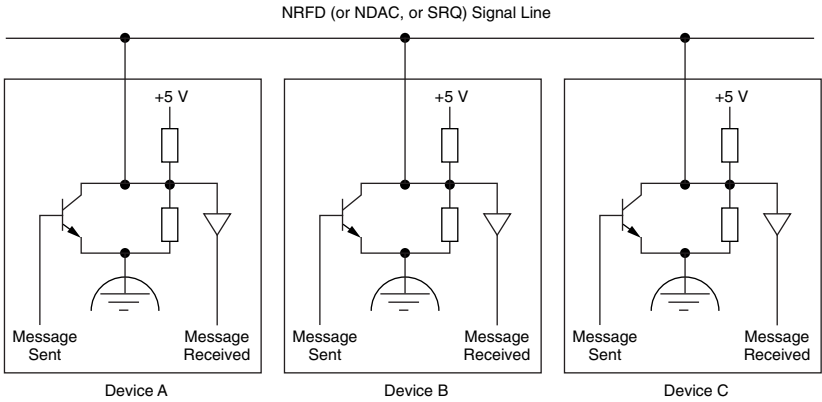 NRFD (or NDAC, or SRQ) Signal Line
+5 V
+5 V
+5 V
Message
Sent
Message
Received
Message
Sent
Message
Received
Message
Sent
Message
Received
Device A
Device B
Device C